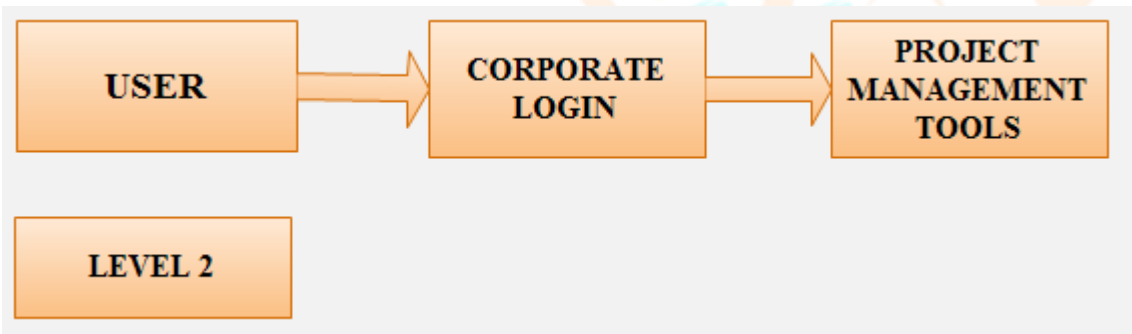 USER
CORPORATE
LOGIN
PROJECT
MANAGEMENT
TOOLS
LEVEL 2